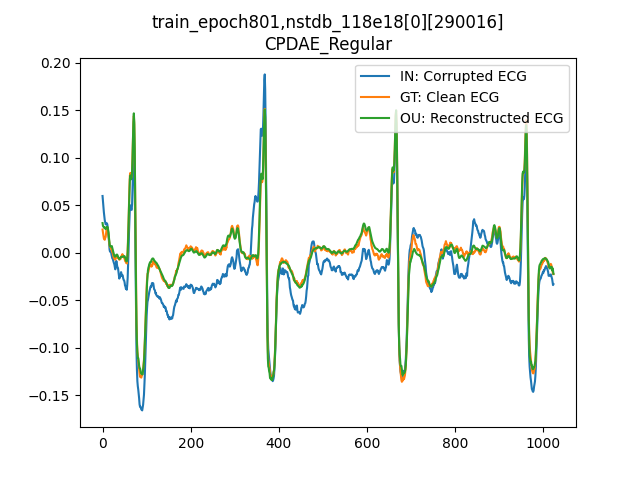 train_epoch801,nstdb_118e18[0][290016]
CPDAE_Regular
IN: Corrupted ECG
GT: Clean ECG
OU: Reconstructed ECG
0.20
0.15
0.10
0.05
0.00
−0.05
−0.10
−0.15
0 200 400 600 800 1000